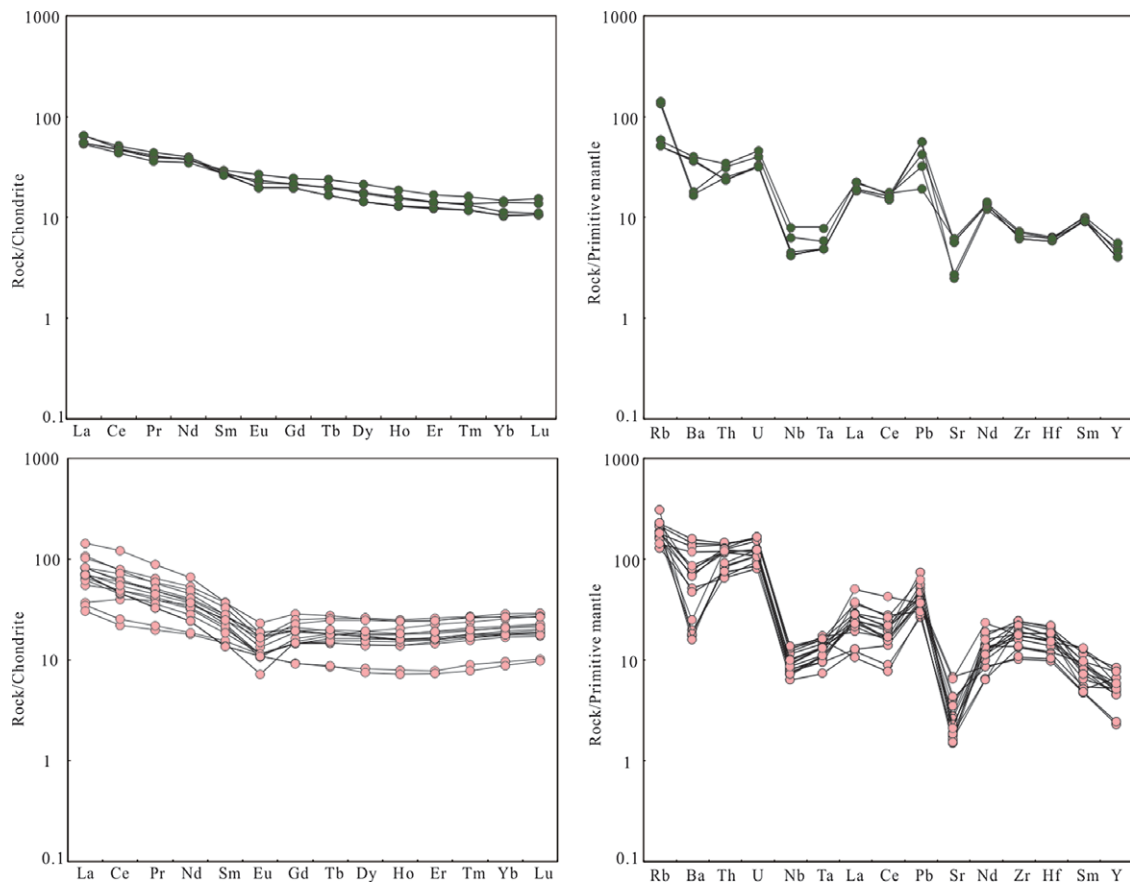 1000
100
10
1
0.1
Rock/Chondrite
La Ce Pr Nd Sm Eu Gd Tb Dy Ho Er Tm Yb Lu
1000
100
10
1
0.1
Rock/Primitive mantle
Rb Ba Th U Nb Ta La Ce Pb Sr Nd Zr Hf Sm Y
1000
100
10
1
0.1
Rock/Chondrite
La Ce Pr Nd Sm Eu Gd Tb Dy Ho Er Tm Yb Lu
1000
100
10
1
0.1
Rock/Primitive mantle
Rb Ba Th U Nb Ta La Ce Pb Sr Nd Zr Hf Sm Y